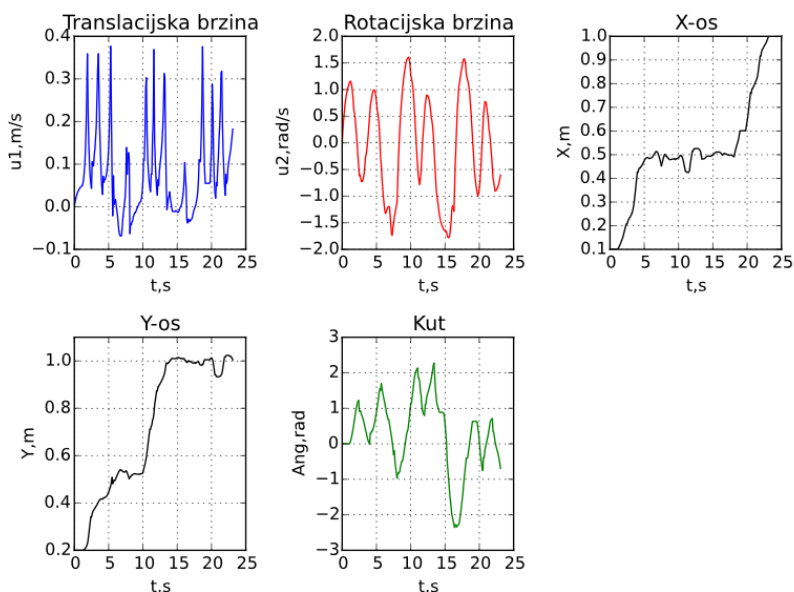 Translacijska brzina
u1,m/s
0.4
0.3
0.2
0.1
0.0
−0.1
0 5 10 15 20 25
t,s
Rotacijska brzina
u2,rad/s
2.0
1.5
1.0
0.5
0.0
−0.5
−1.0
−1.5
−2.0
0 5 10 15 20 25
t,s
X-os
X,m
1.0
0.9
0.8
0.7
0.6
0.5
0.4
0.3
0.2
0.1
0 5 10 15 20 25
t,s
Y-os
Y,m
1.0
0.8
0.6
0.4
0.2
0 5 10 15 20 25
t,s
Kut
Ang,rad
3
2
1
0
−1
−2
−3
0 5 10 15 20 25
t,s